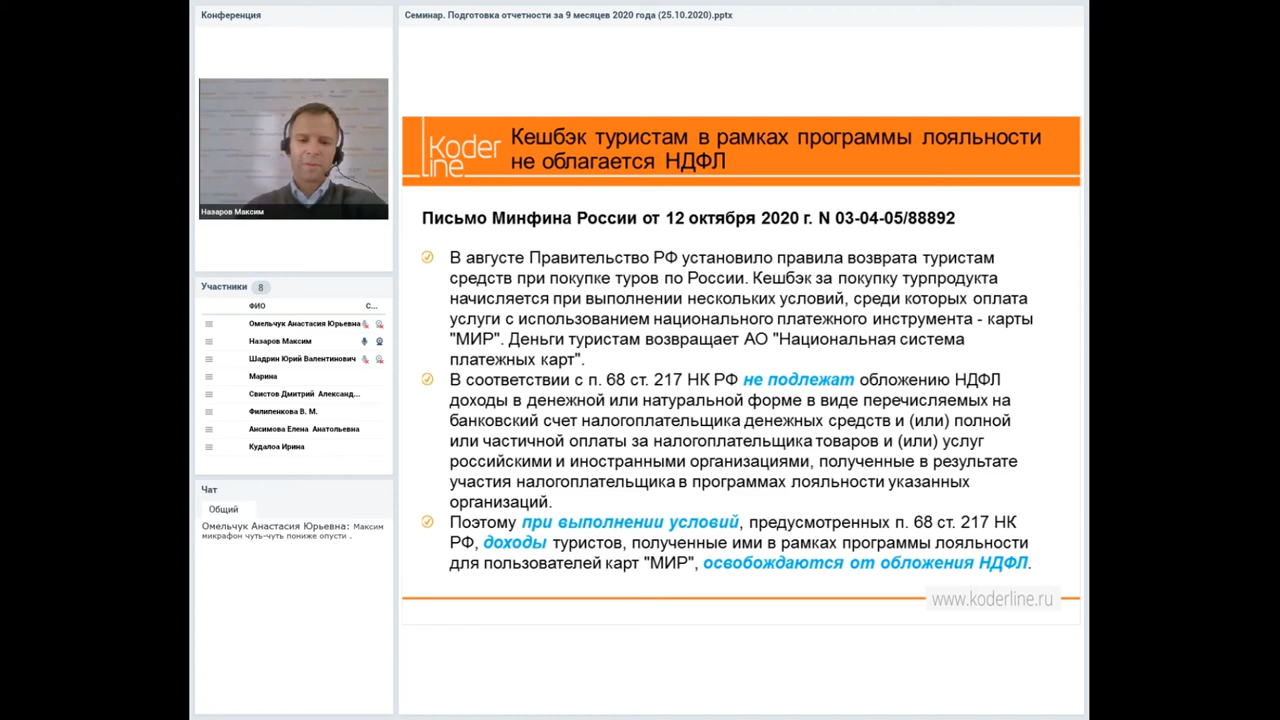 Конференция
Назаров Максим
Участники 8
ФИО С...
Омельчук Анастасия Юрьевна
Назаров Максим
Шадрин Юрий Валентинович
Марина
Свистов Дмитрий Александ...
Филипенкова В. М.
Ансимова Елена Анатольевна
Кудалоа Ирина
Чат
Общий
Омельчук Анастасия Юрьевна: Максим
микрофон чуть-чуть пониже опусти .
Семинар. Подготовка отчетности за 9 месяцев 2020 года (25.10.2020).pptx
Koder
line
Кешбэк туристам в рамках программы лояльности
не облагается НДФЛ
Письмо Минфина России от 12 октября 2020 г. N 03-04-05/88892
В августе Правительство РФ установило правила возврата туристам
средств при покупке туров по России. Кешбэк за покупку турпродукта
начисляется при выполнении нескольких условий, среди которых оплата
услуги с использованием национального платежного инструмента - карты
"МИР". Деньги туристам возвращает АО "Национальная система
платежных карт".
В соответствии с п. 68 ст. 217 НК РФ не подлежат обложению НДФЛ
доходы в денежной или натуральной форме в виде перечисляемых на
банковский счет налогоплательщика денежных средств и (или) полной
или частичной оплаты за налогоплательщика товаров и (или) услуг
российскими и иностранными организациями, полученные в результате
участия налогоплательщика в программах лояльности указанных
организаций.
Поэтому при выполнении условий, предусмотренных п. 68 ст. 217 НК
РФ, доходы туристов, полученные ими в рамках программы лояльности
для пользователей карт "МИР", освобождаются от обложения НДФЛ.
www.koderline.ru